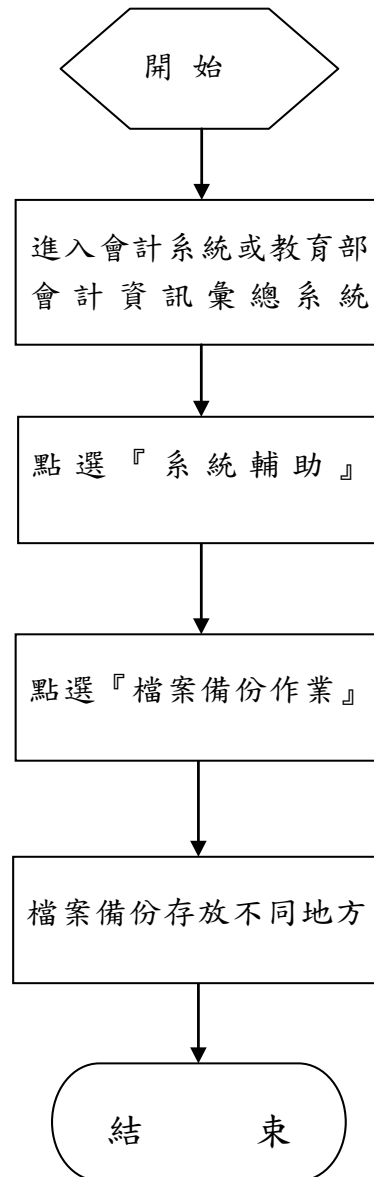 開始
進入會計系統或教育部
會計資訊彙總系統
點選『系統輔助』
點選『檔案備份作業』
檔案備份存放不同地方
結束